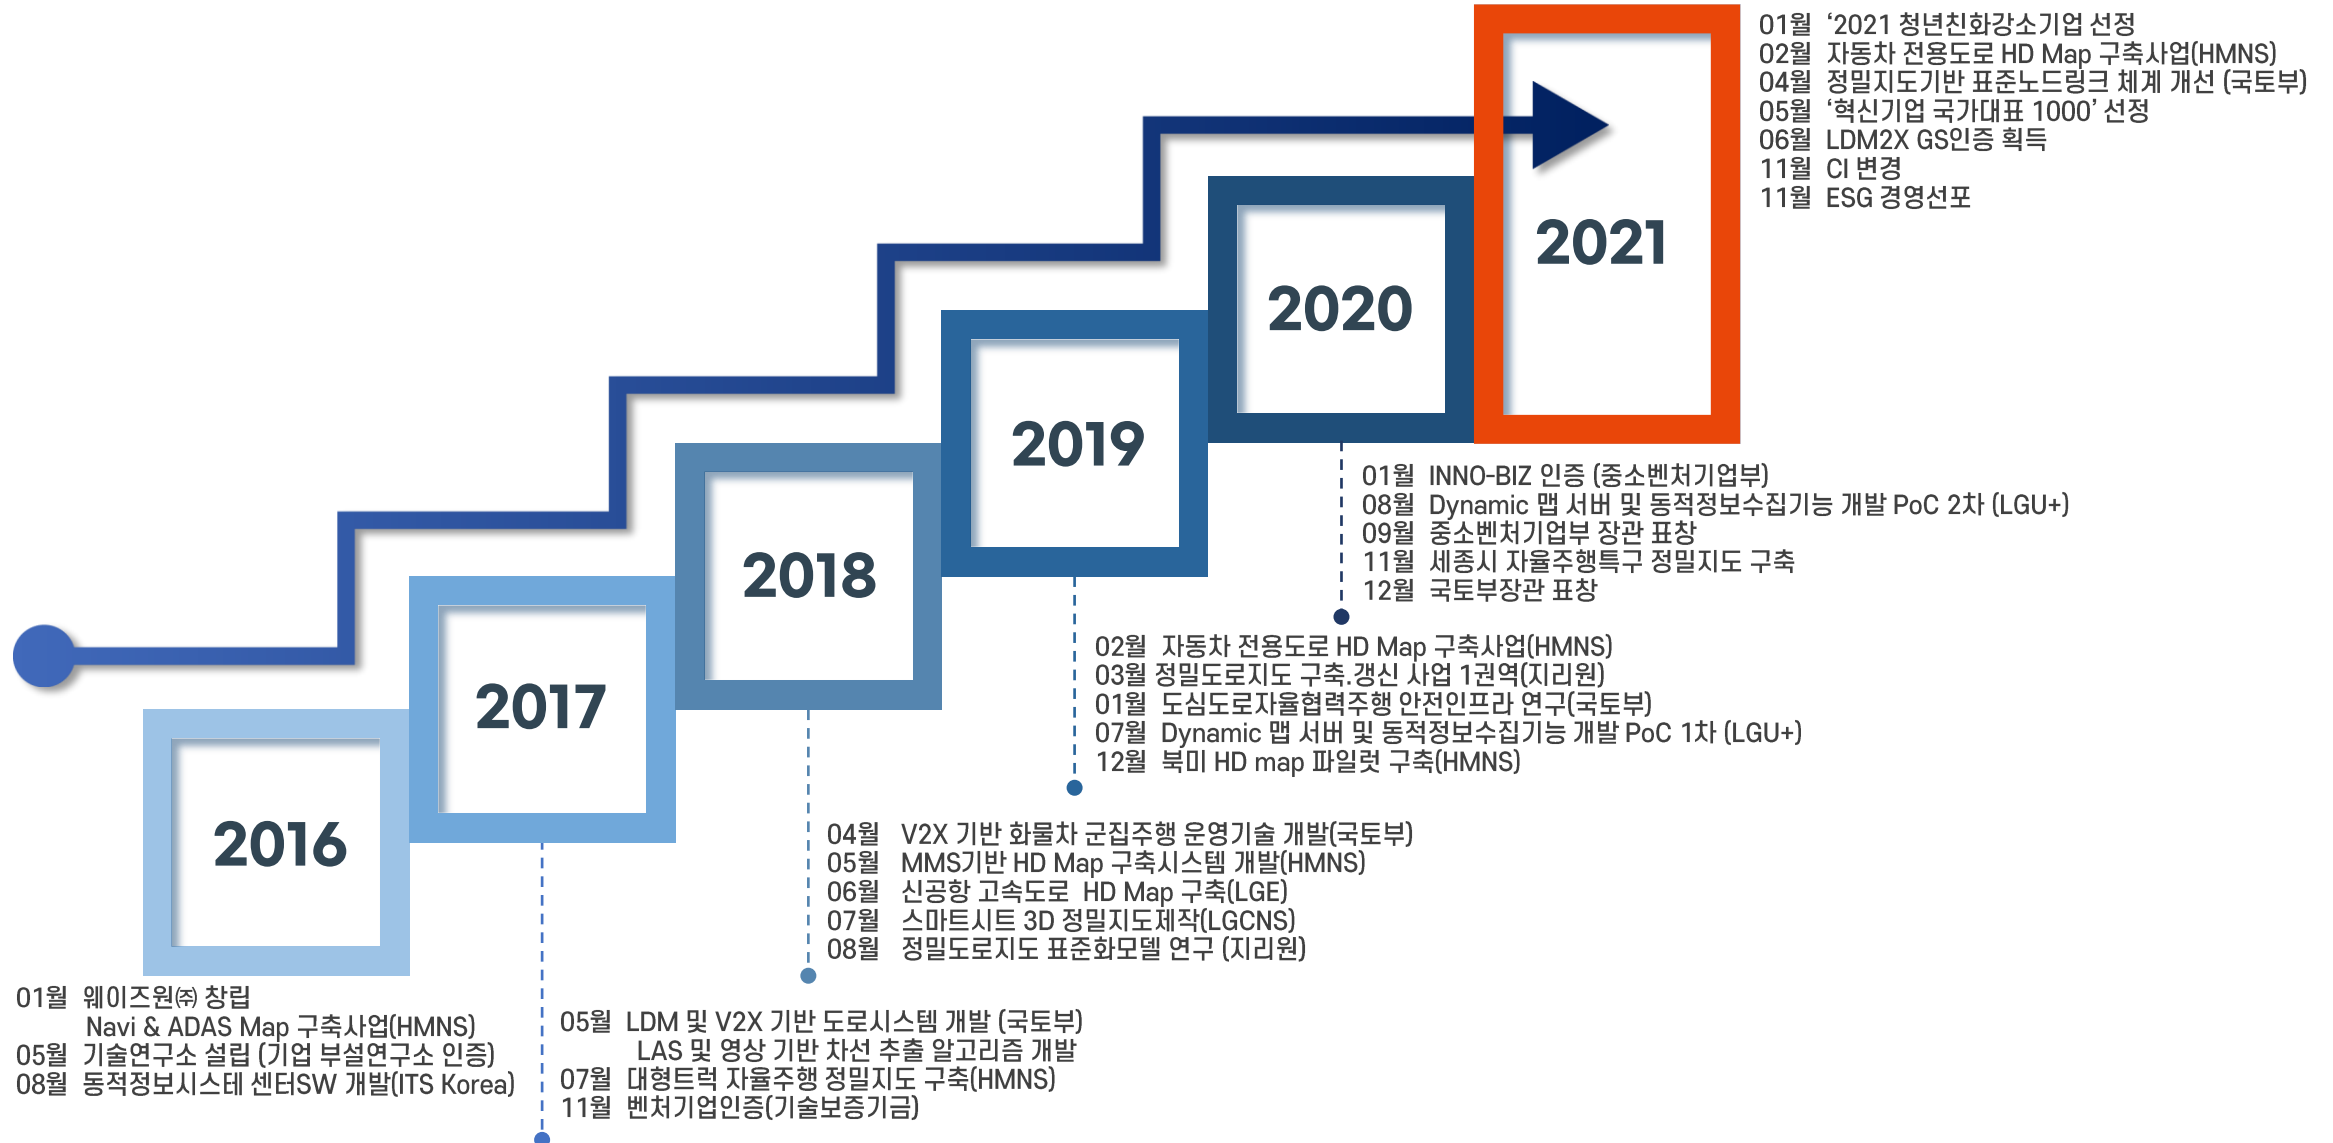 2016
01월 웨이즈원㈜ 창립
Navi & ADAS Map 구축사업(HMNS)
05월 기술연구소 설립 (기업 부설연구소 인증)
08월 동적정보시스테 센터SW 개발(ITS Korea)
2017
05월 LDM 및 V2X 기반 도로시스템 개발 (국토부)
LAS 및 영상 기반 차선 추출 알고리즘 개발
07월 대형트럭 자율주행 정밀지도 구축(HMNS)
11월 벤처기업인증(기술보증기금)
2018
04월 V2X 기반 화물차 군집주행 운영기술 개발(국토부)
05월 MMS기반 HD Map 구축시스템 개발(HMNS)
06월 신공항 고속도로 HD Map 구축(LGE)
07월 스마트시트 3D 정밀지도제작(LGCNS)
08월 정밀도로지도 표준화모델 연구 (지리원)
2019
02월 자동차 전용도로 HD Map 구축사업(HMNS)
03월 정밀도로지도 구축.갱신 사업 1권역(지리원)
01월 도심도로자율협력주행 안전인프라 연구(국토부)
07월 Dynamic 맵 서버 및 동적정보수집기능 개발 PoC 1차 (LGU+)
12월 북미 HD map 파일럿 구축(HMNS)
2020
01월 INNO-BIZ 인증 (중소벤처기업부)
08월 Dynamic 맵 서버 및 동적정보수집기능 개발 PoC 2차 (LGU+)
09월 중소벤처기업부 장관 표창
11월 세종시 자율주행특구 정밀지도 구축
12월 국토부장관 표창
2021
01월 ‘2021 청년친화강소기업 선정
02월 자동차 전용도로 HD Map 구축사업(HMNS)
04월 정밀지도기반 표준노드링크 체계 개선 (국토부)
05월 ‘혁신기업 국가대표 1000’ 선정
06월 LDM2X GS인증 획득
11월 CI 변경
11월 ESG 경영선포